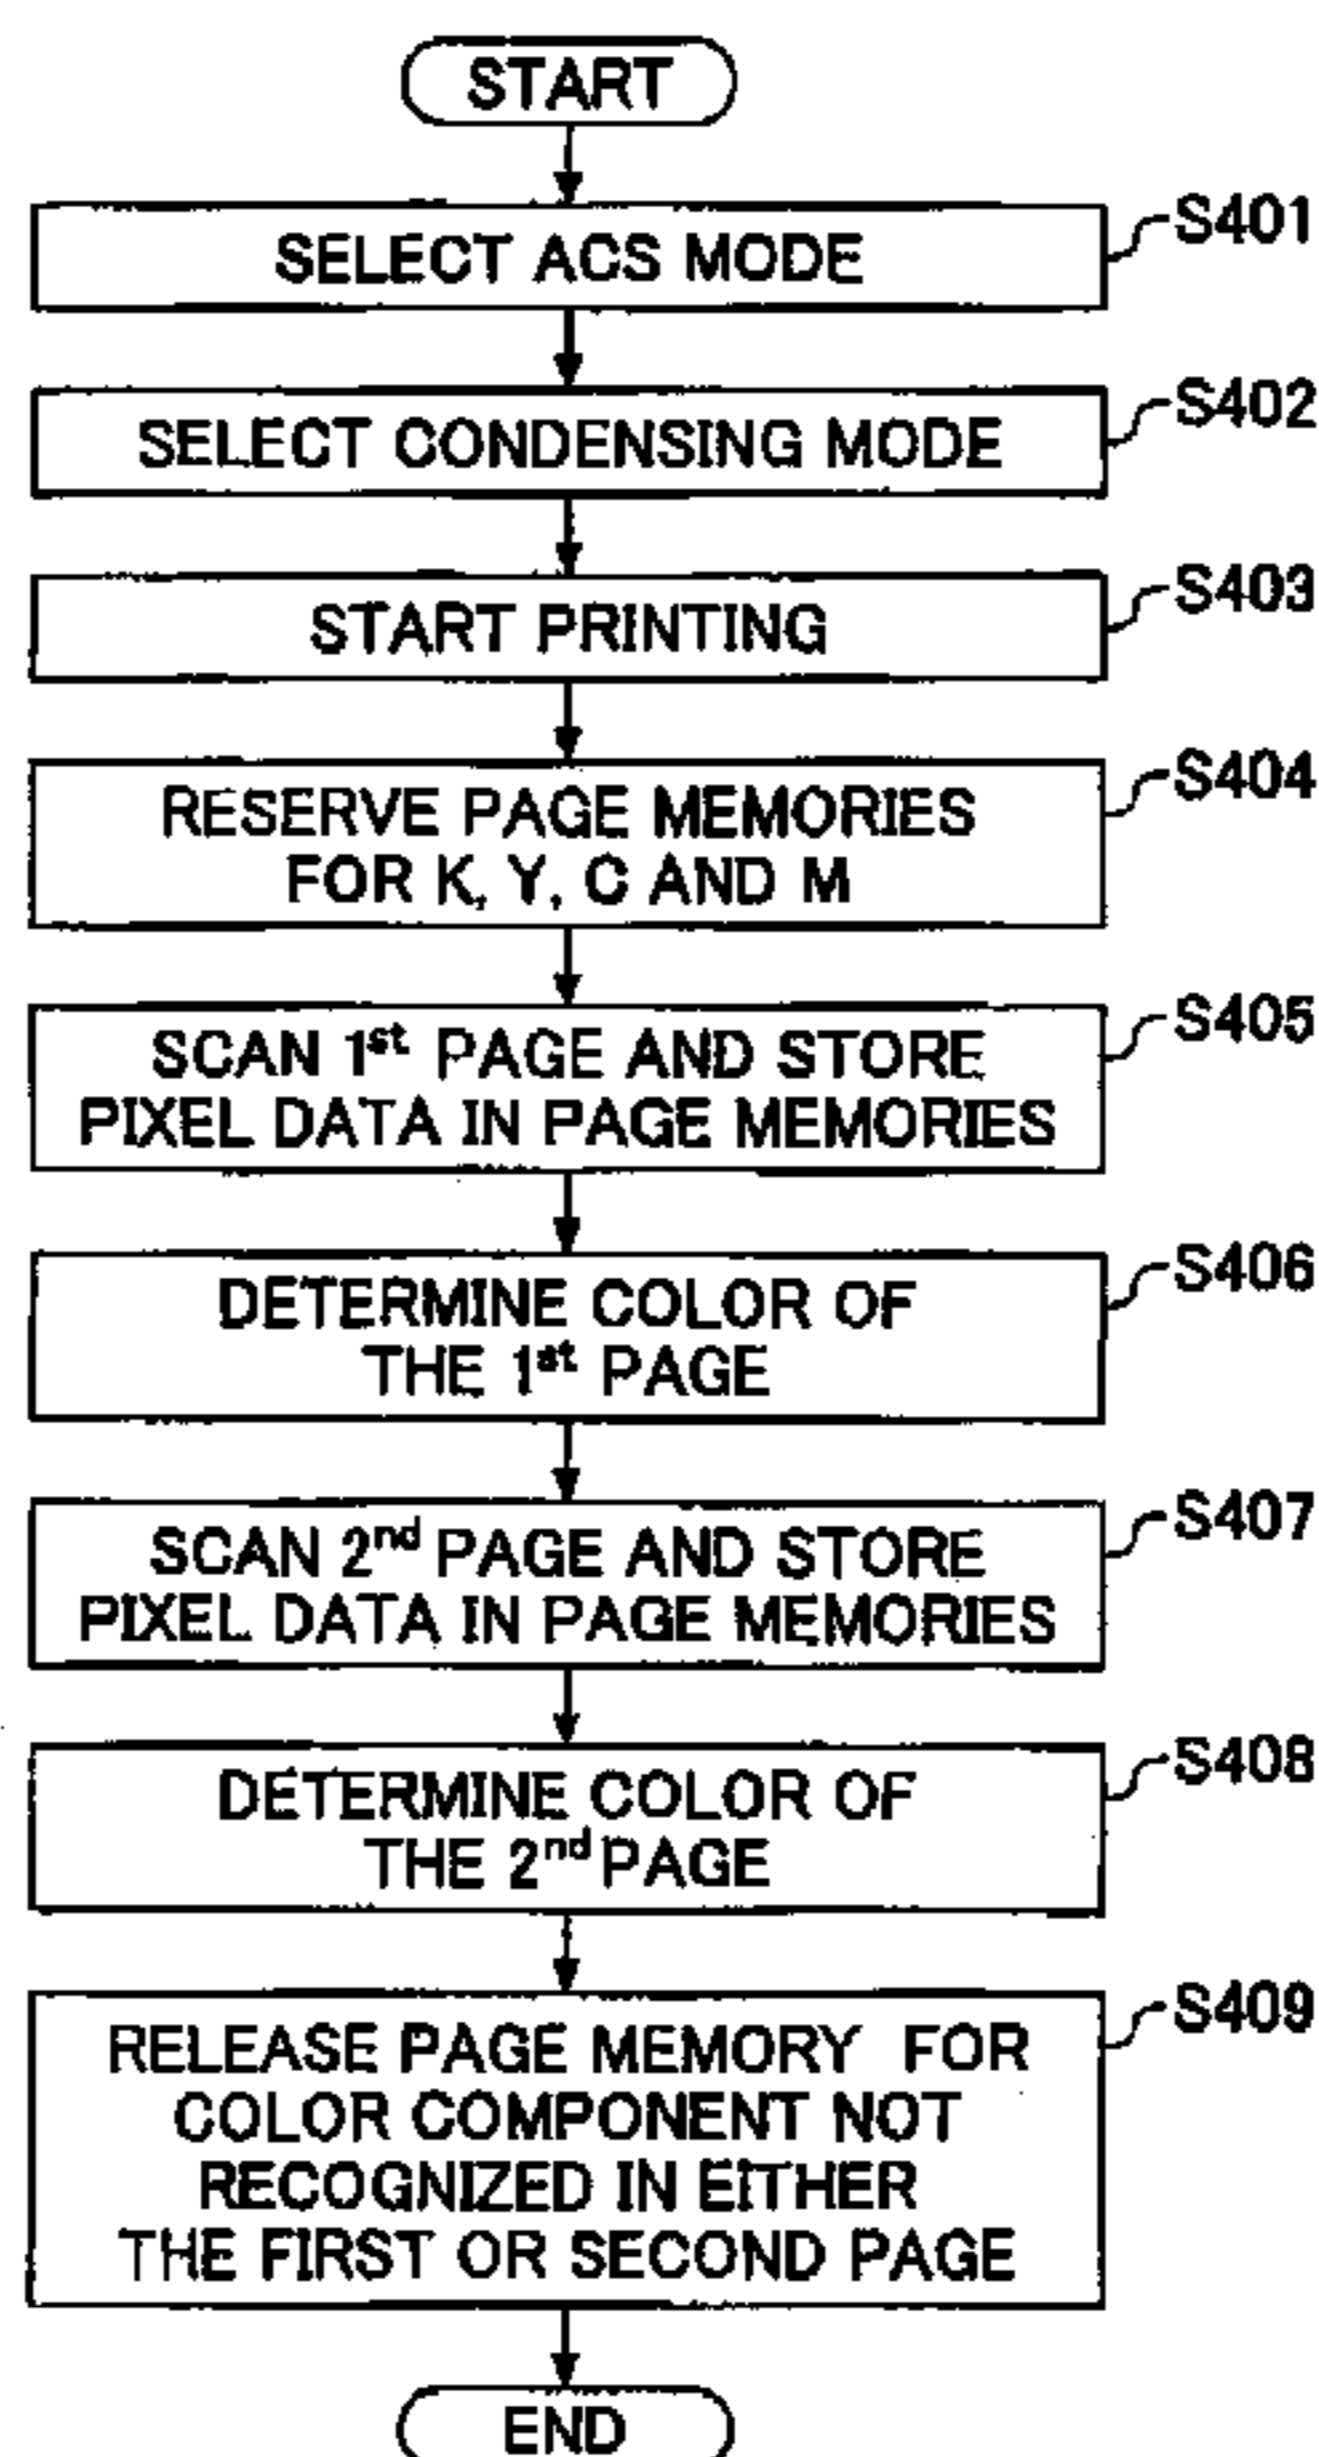 START
SELECT ACS MODE
S401
SELECT CONDENSING MODE
S402
START PRINTING
S403
RESERVE PAGE MEMORIES
FOR K, Y, C AND M
S404
SCAN 1st PAGE AND STORE
PIXEL DATA IN PAGE MEMORIES
S405
DETERMINE COLOR OF
THE 1st PAGE
S406
SCAN 2nd PAGE AND STORE
PIXEL DATA IN PAGE MEMORIES
S407
DETERMINE COLOR OF
THE 2nd PAGE
S408
RELEASE PAGE MEMORY FOR
COLOR COMPONENT NOT
RECOGNIZED IN EITHER
THE FIRST OR SECOND PAGE
S409
END